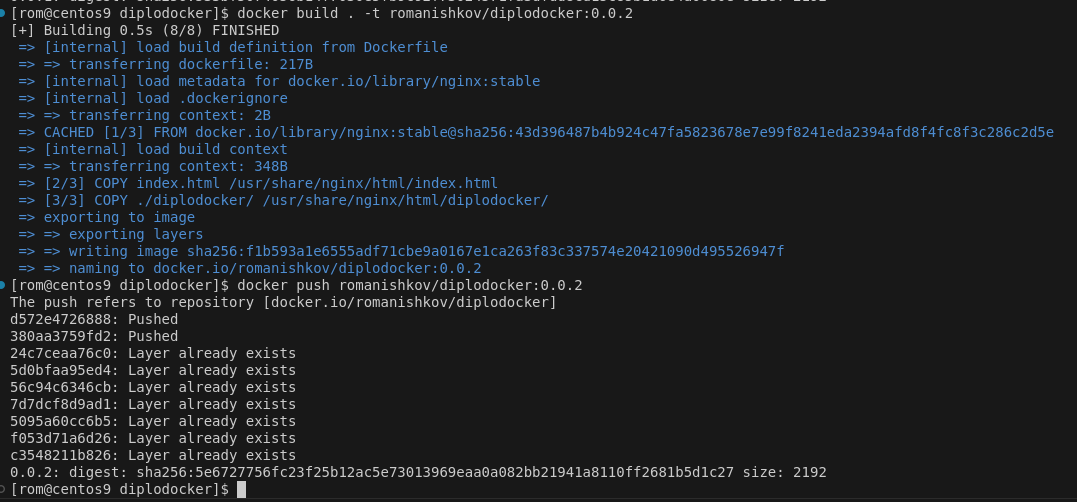 [rom@centos9 diplodocker]$ docker build . -t romanishkov/diplodocker:0.0.2
[+] Building 0.5s (8/8) FINISHED
=> [internal] load build definition from Dockerfile
=> => transferring dockerfile: 217B
=> [internal] load metadata for docker.io/library/nginx:stable
=> [internal] load .dockerignore
=> => transferring context: 2B
=> CACHED [1/3] FROM docker.io/library/nginx:stable@sha256:43d396487b4b924c47fa5823678e7e99f8241eda2394afd8f4fc8f3c286c2d5e
=> [internal] load build context
=> => transferring context: 348B
=> [2/3] COPY index.html /usr/share/nginx/html/index.html
=> [3/3] COPY ./diplodocker/ /usr/share/nginx/html/diplodocker/
=> exporting to image
=> => exporting layers
=> => writing image sha256:f1b593a1e6555adf71cbe9a0167e1ca263f83c337574e20421090d495526947f
=> => naming to docker.io/romanishkov/diplodocker:0.0.2
[rom@centos9 diplodocker]$ docker push romanishkov/diplodocker:0.0.2
The push refers to repository [docker.io/romanishkov/diplodocker]
d572e4726888: Pushed
380aa3759fd2: Pushed
24c7ceaa76c0: Layer already exists
5d0bfaa95ed4: Layer already exists
56c94c6346cb: Layer already exists
7d7dcf8d9ad1: Layer already exists
5095a60cc6b5: Layer already exists
f053d71a6d26: Layer already exists
c3548211b826: Layer already exists
0.0.2: digest: sha256:5e6727756fc23f25b12ac5e73013969eaa0a082bb21941a8110ff2681b5d1c27 size: 2192
[rom@centos9 diplodocker]$